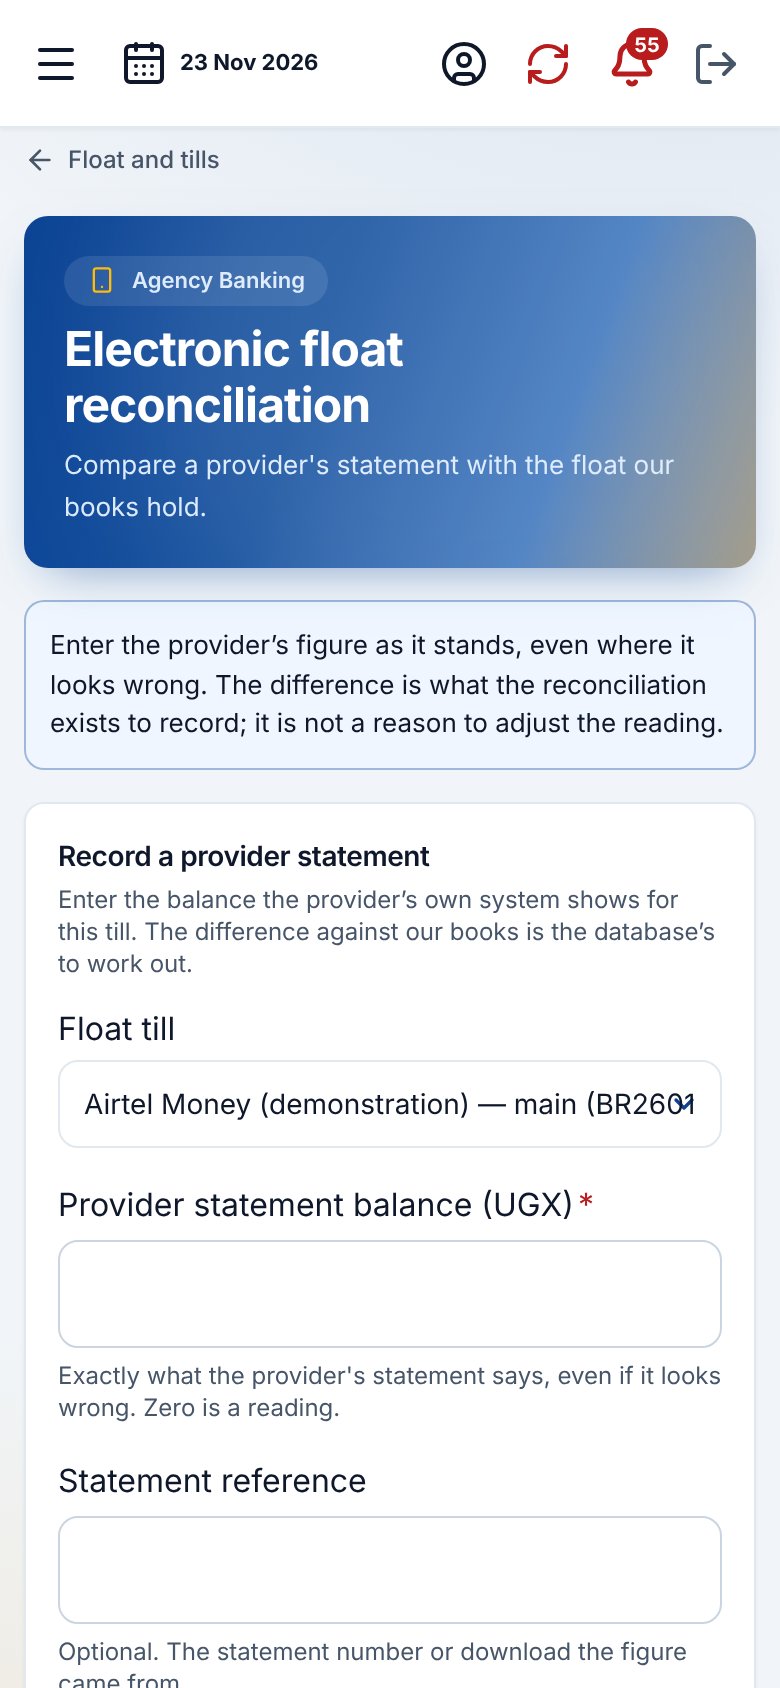 23 Nov 2026
55
Float and tills
Agency Banking
Electronic float
reconciliation
Compare a provider's statement with the float our
books hold.
Enter the provider’s figure as it stands, even where it
looks wrong. The difference is what the reconciliation
exists to record; it is not a reason to adjust the reading.
Record a provider statement
Enter the balance the provider’s own system shows for
this till. The difference against our books is the database’s
to work out.
Float till
Airtel Money (demonstration) — main (BR2601
Provider statement balance (UGX)*
Exactly what the provider's statement says, even if it looks
wrong. Zero is a reading.
Statement reference
Optional. The statement number or download the figure
came from